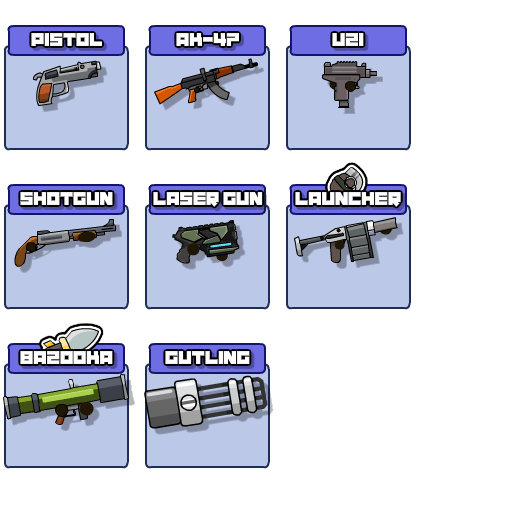 PISTOL
AK-47
UZI
SHOTGUN
LASER GUN
LAUNCHER
BAZOOKA
GUTLING